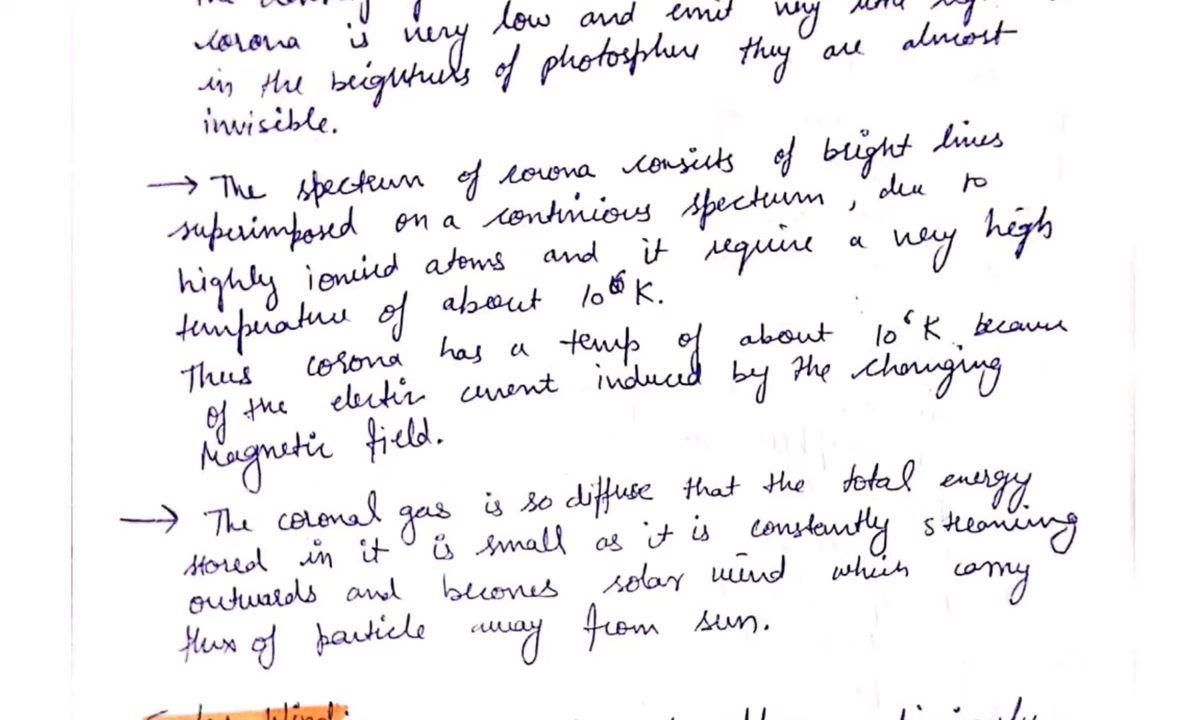 corona is very low and emit very
in the brightness of photosphere they are almost
invisible.
→ The spectrum of corona consists of bright lines
superimposed on a continious spectrum, due to
highly ionized atoms and it require a very high
temperature of about 10⁶ K.
Thus corona has a temp of about 10⁶ K because
of the electric current induced by the changing
Magnetic field.
→ The coronal gas is so diffuse that the total energy
stored in it is small as it is constantly streaming
outwards and becomes solar wind which carry
flux of particle away from sun.